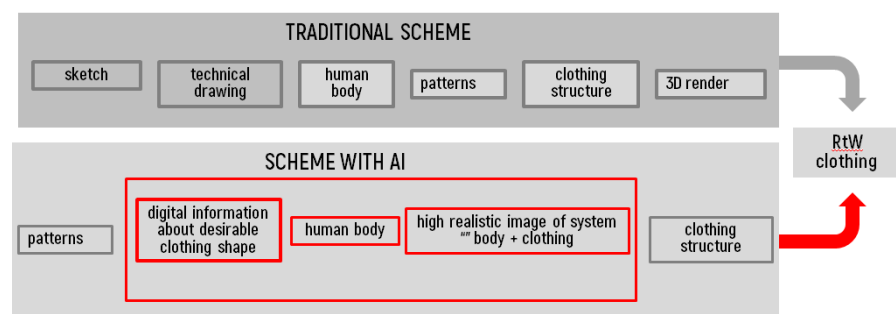 TRADITIONAL SCHEME
sketch
technical
drawing
human
body
patterns
clothing
structure
3D render
RtW
clothing
SCHEME WITH AI
patterns
digital information
about desirable
clothing shape
human body
high realistic image of system
“” body + clothing
clothing
structure